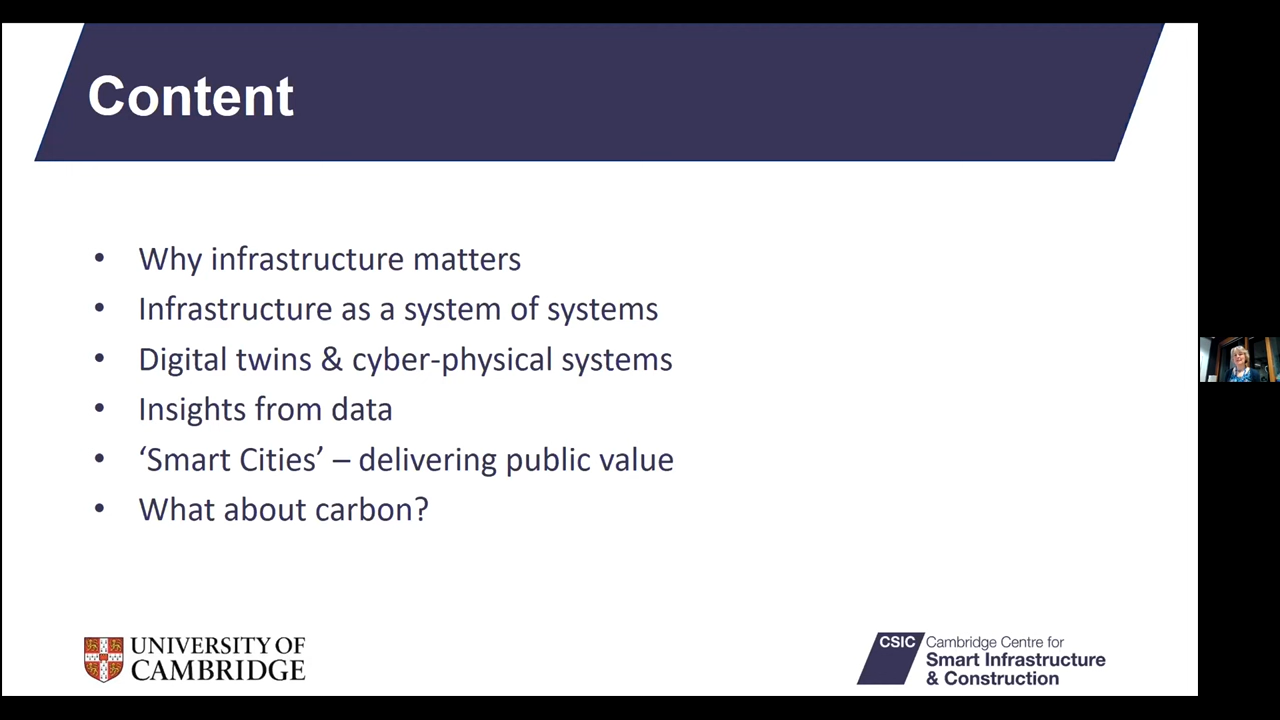 Content
• Why infrastructure matters
• Infrastructure as a system of systems
• Digital twins & cyber-physical systems
• Insights from data
• ‘Smart Cities’ – delivering public value
• What about carbon?
UNIVERSITY OF
CAMBRIDGE
CSIC
Cambridge Centre for
Smart Infrastructure
& Construction